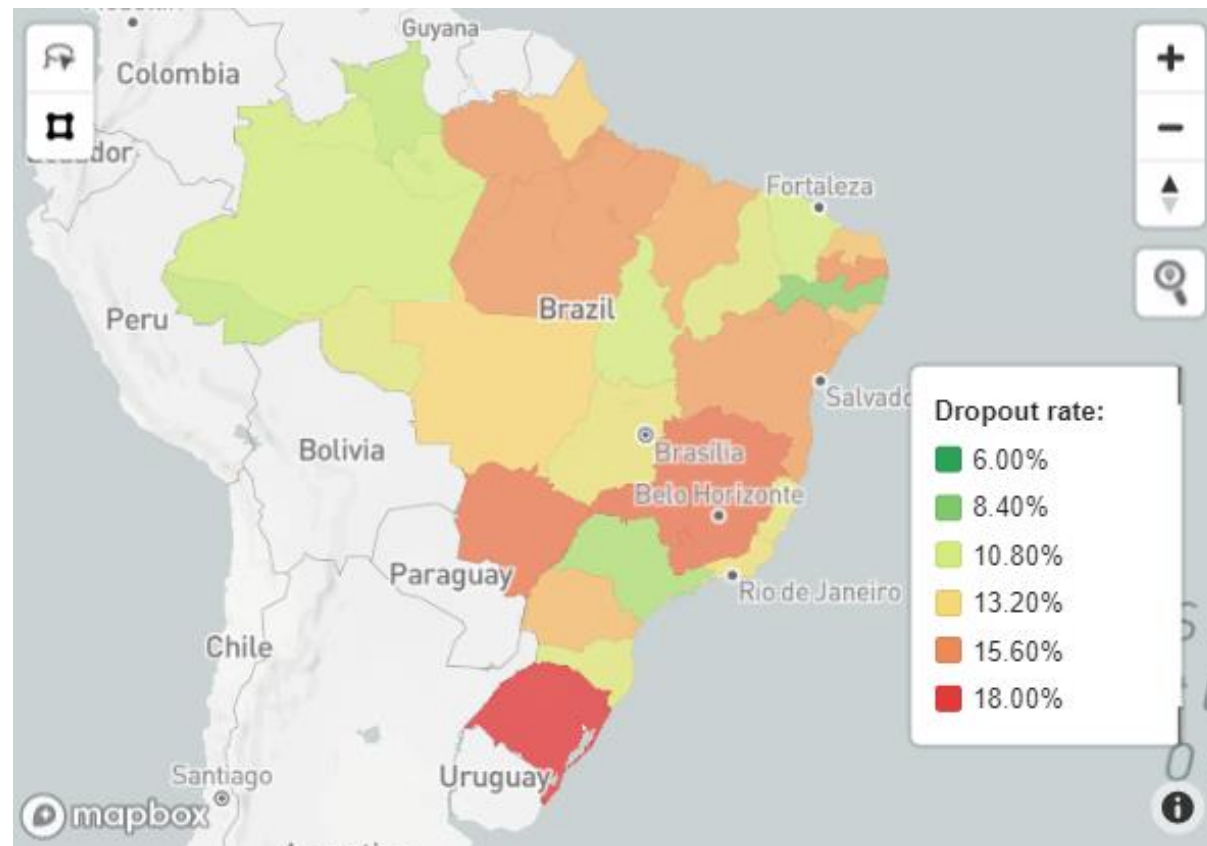 Guyana
Colombia
Fortaleza
Peru
Brazil
Salvado
Bolivia
Brasília
Belo Horizonte
Paraguay
Rio de Janeiro
Chile
Santiago
Uruguay
Dropout rate:
6.00%
8.40%
10.80%
13.20%
15.60%
18.00%
mapbox